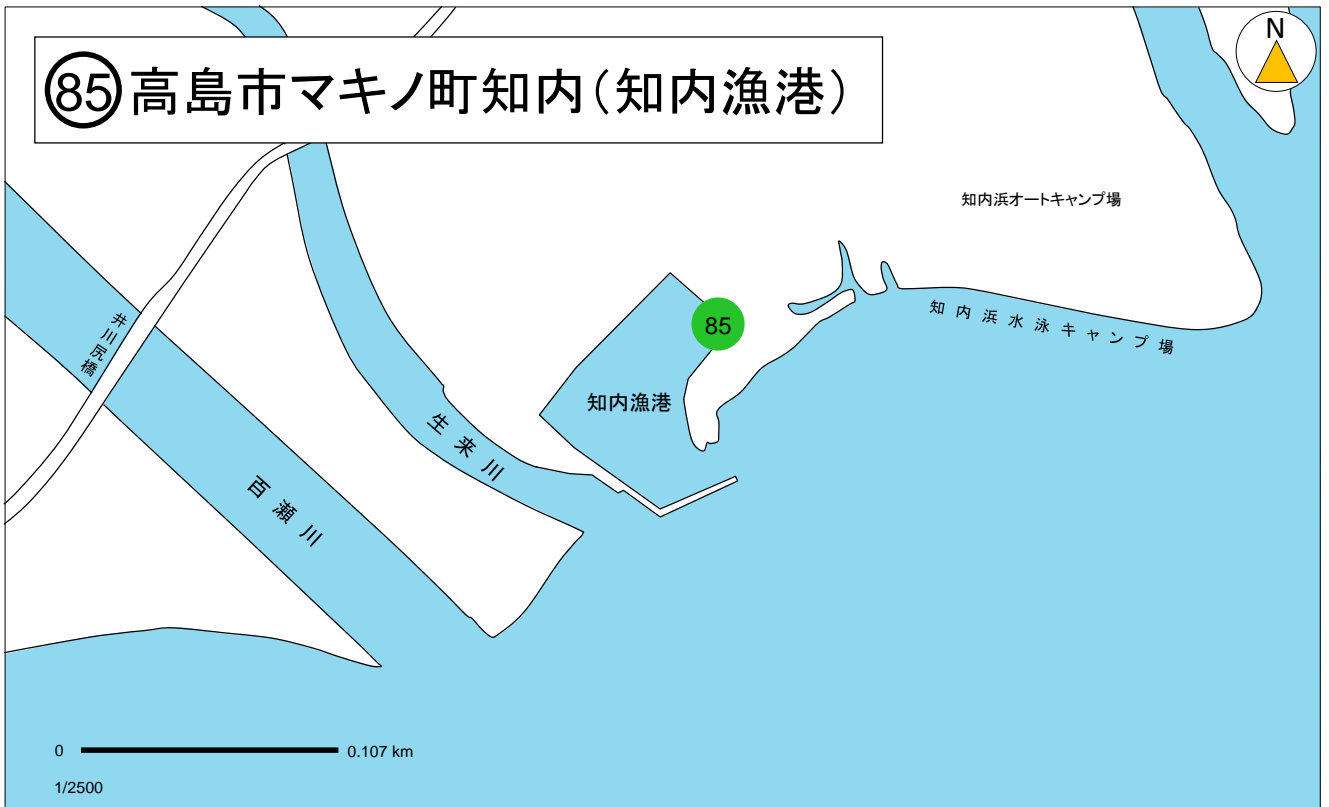 85高島市マキノ町知内（知内漁港）
N
知内浜オートキャンプ場
知内浜水泳キャンプ場
85
井川尻橋
知内漁港
生来川
百瀬川
0 0.107 km
1/2500